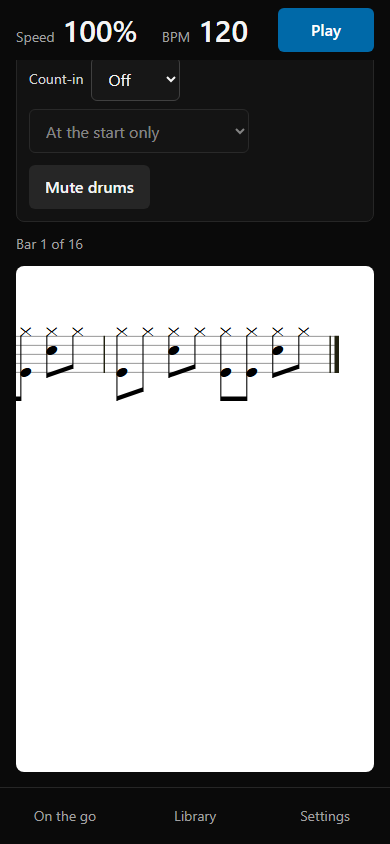 Speed 100% BPM 120 Play
Count-in Off
At the start only
Mute drums
Bar 1 of 16
On the go Library Settings